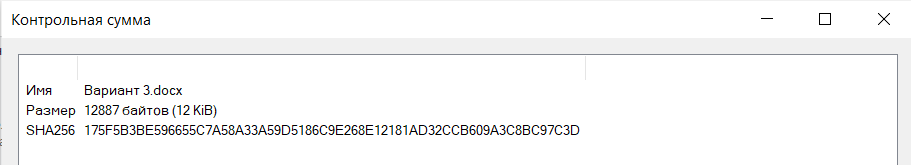 Контрольная сумма
Имя Вариант 3.docx
Размер 12887 байтов (12 KiB)
SHA256 175F5B3BE596655C7A58A33A59D5186C9E268E12181AD32CCB609A3C8BC97C3D